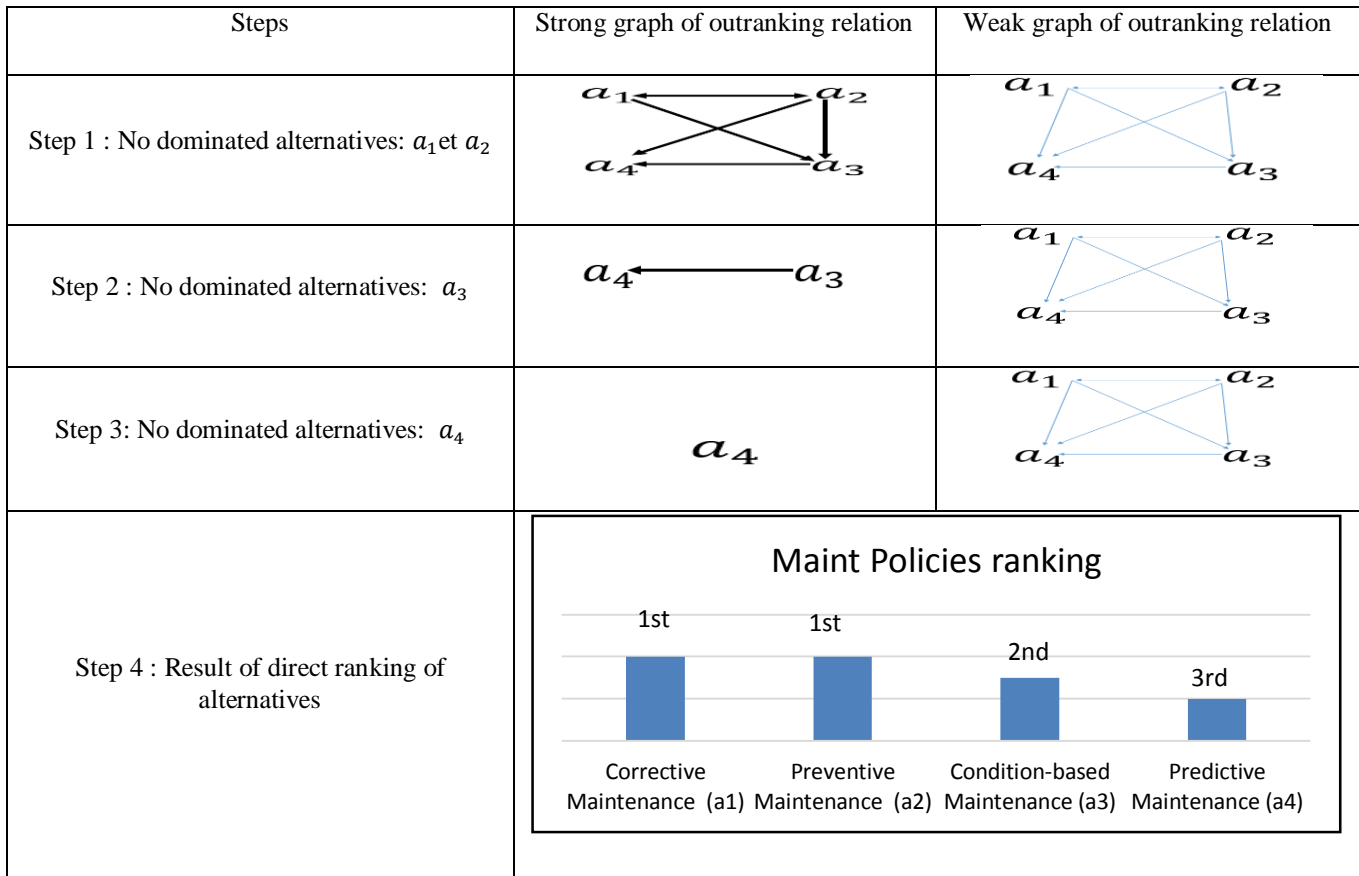 Steps
Strong graph of outranking relation
Weak graph of outranking relation
Step 1 : No dominated alternatives: a₁et a₂
a₁ a₂
a₄ a₃
a₁ a₂
a₄ a₃
Step 2 : No dominated alternatives: a₃
a₄ a₃
a₁ a₂
a₄ a₃
Step 3: No dominated alternatives: a₄
a₄
a₁ a₂
a₄ a₃
Step 4 : Result of direct ranking of
alternatives
Maint Policies ranking
1st 1st 2nd 3rd
Corrective
Maintenance (a1)
Preventive
Maintenance (a2)
Condition-based
Maintenance (a3)
Predictive
Maintenance (a4)